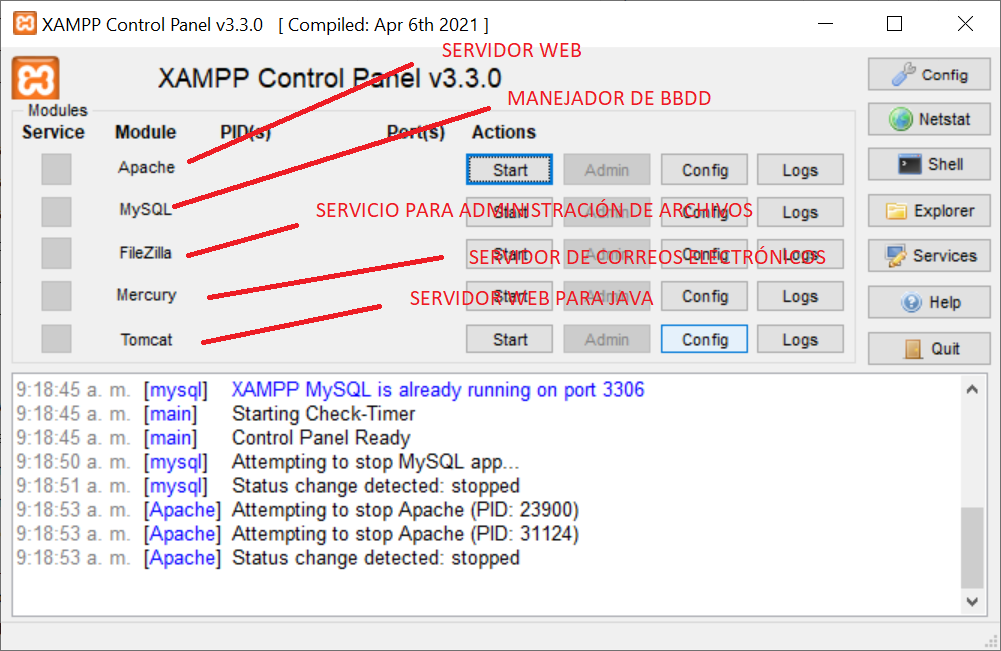 XAMPP Control Panel v3.3.0 [ Compiled: Apr 6th 2021 ]
SERVIDOR WEB
XAMPP Control Panel v3.3.0
Config
MANEJADOR DE BBDD
Modules
Service Module PID(s) Port(s) Actions
Netstat
Apache Start Admin Config Logs
Shell
MySQL Start Admin Config Logs
SERVICIO PARA ADMINISTRACIÓN DE ARCHIVOS
Explorer
FileZilla Start Admin Config Logs
SERVIDOR DE CORREOS ELECTRÓNICOS
Services
Mercury Start Admin Config Logs
SERVIDOR WEB PARA JAVA
Help
Tomcat Start Admin Config Logs
Quit
9:18:45 a. m. [mysql] XAMPP MySQL is already running on port 3306
9:18:45 a. m. [main] Starting Check-Timer
9:18:45 a. m. [main] Control Panel Ready
9:18:50 a. m. [mysql] Attempting to stop MySQL app...
9:18:51 a. m. [mysql] Status change detected: stopped
9:18:53 a. m. [Apache] Attempting to stop Apache (PID: 23900)
9:18:53 a. m. [Apache] Attempting to stop Apache (PID: 31124)
9:18:53 a. m. [Apache] Status change detected: stopped